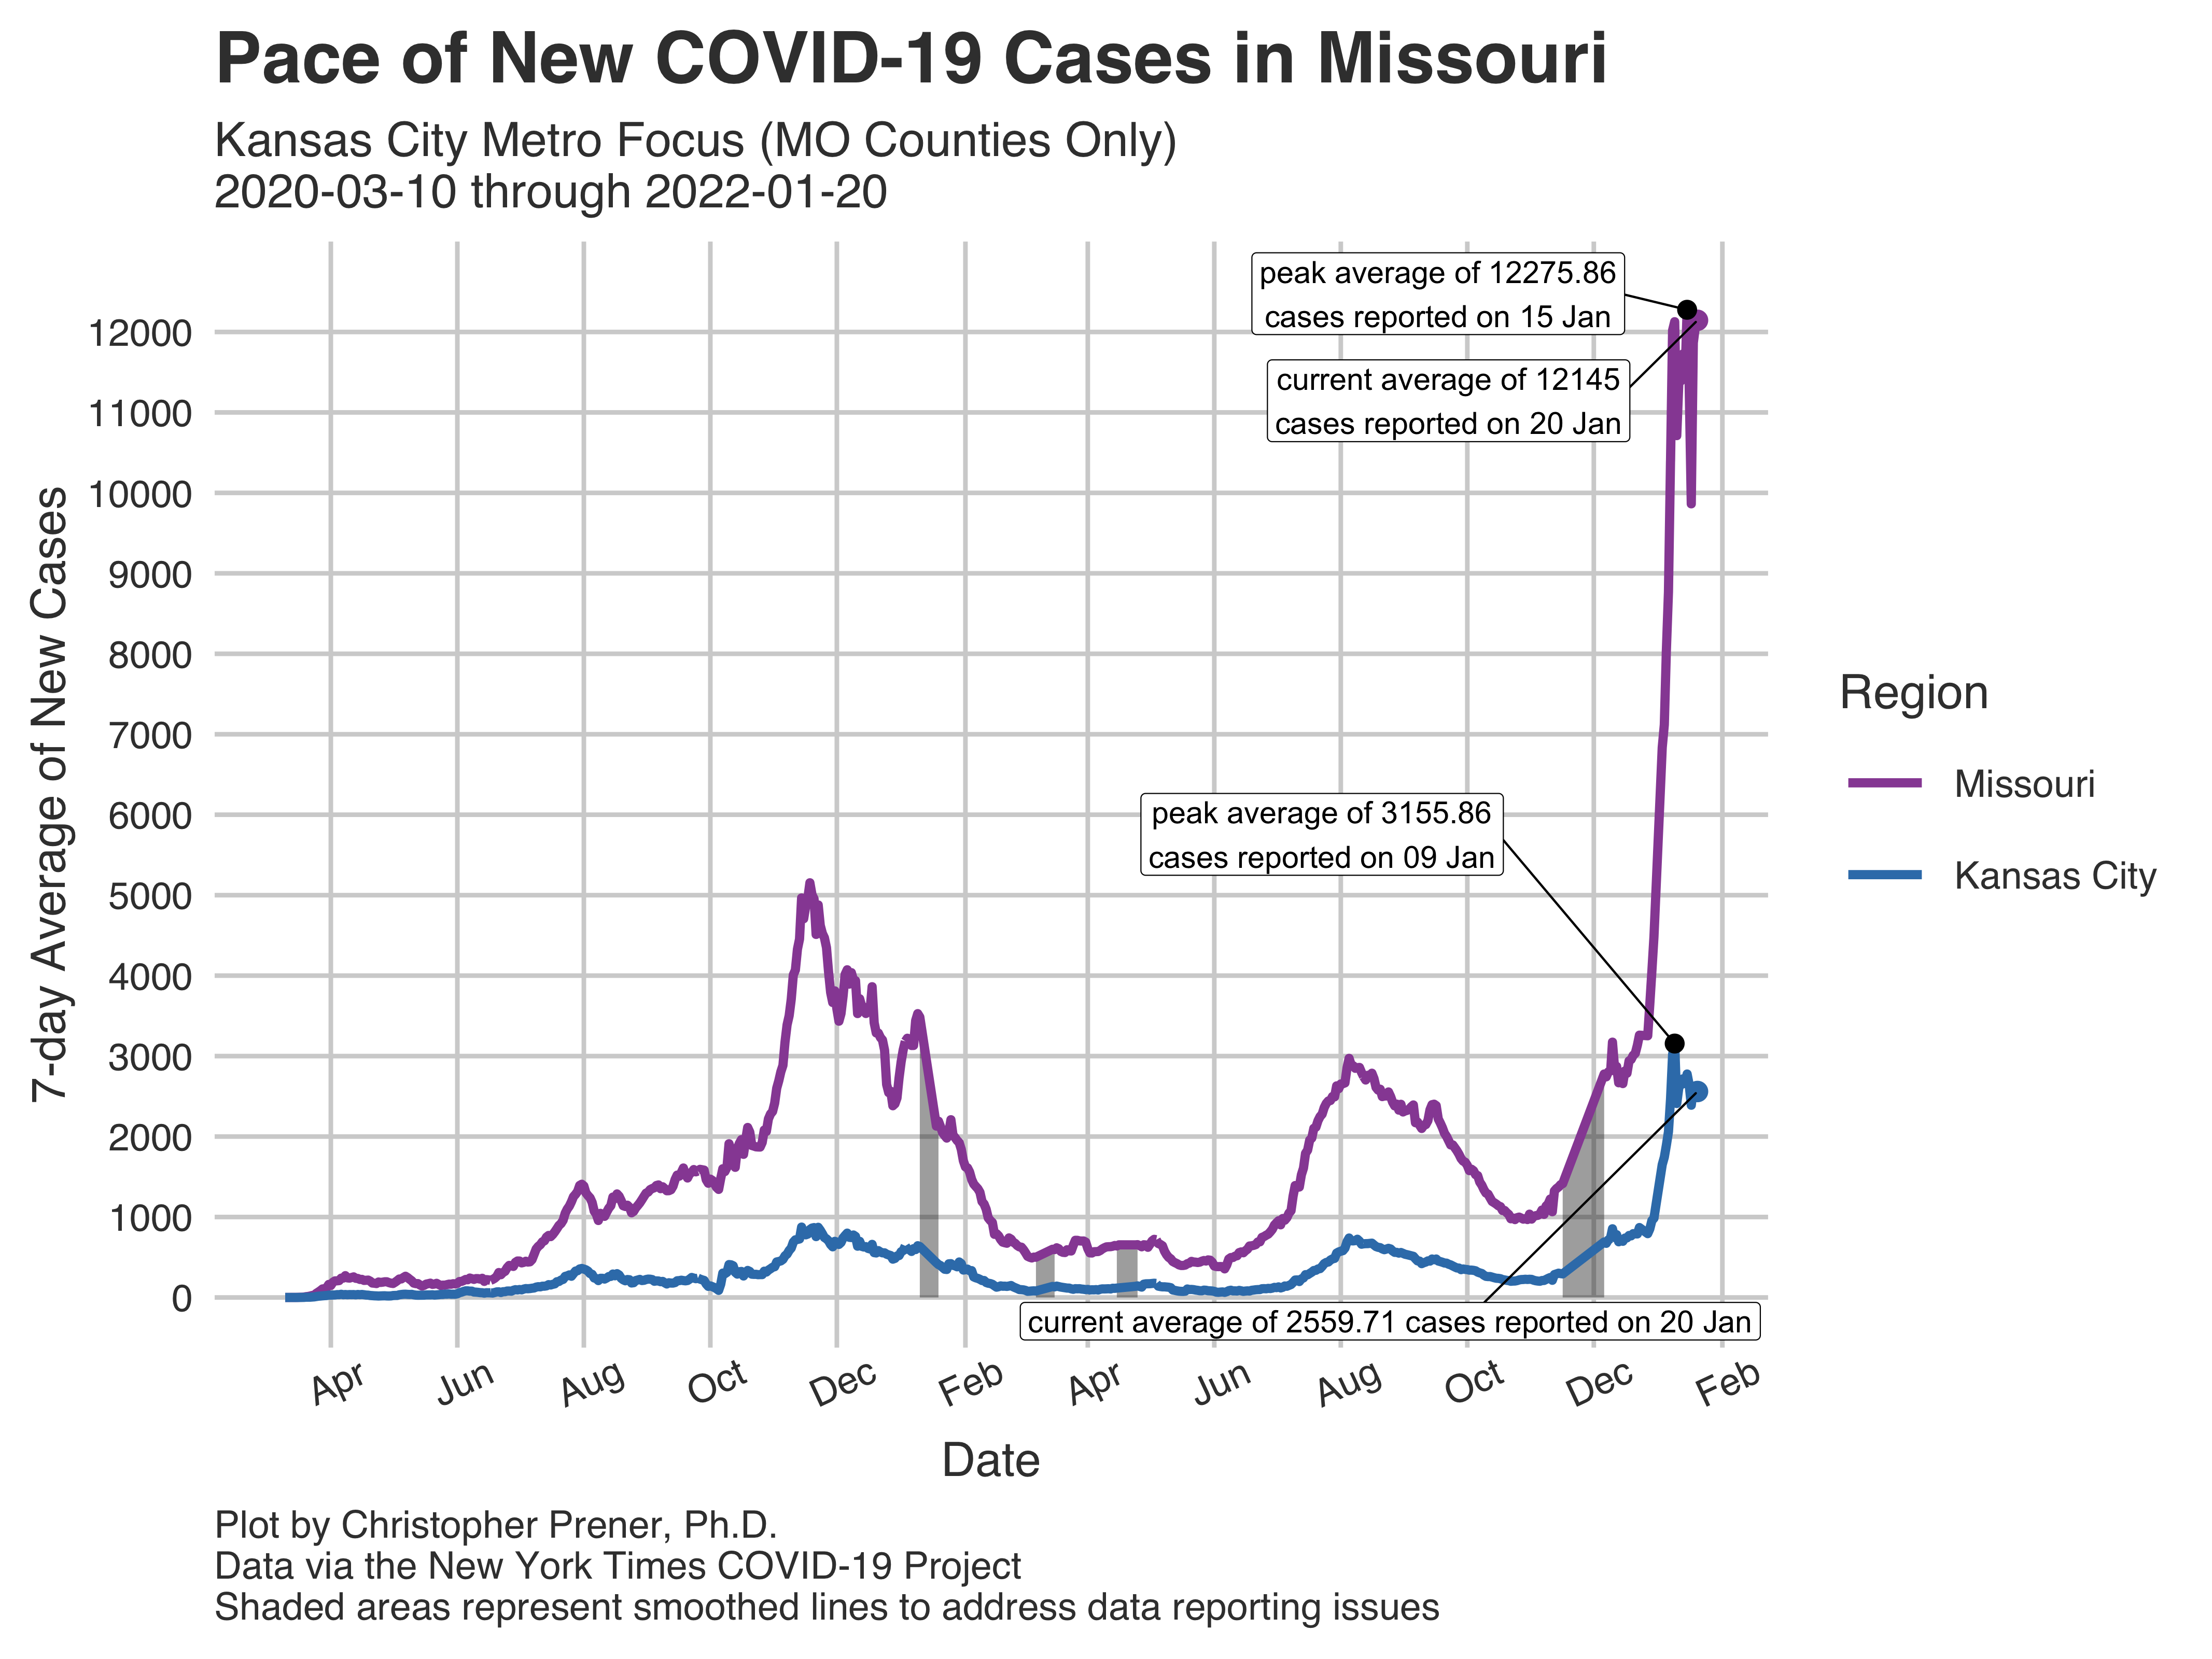 Pace of New COVID-19 Cases in Missouri
Kansas City Metro Focus (MO Counties Only)
2020-03-10 through 2022-01-20
7-day Average of New Cases
12000
11000
10000
9000
8000
7000
6000
5000
4000
3000
2000
1000
0
peak average of 12275.86
cases reported on 15 Jan
current average of 12145
cases reported on 20 Jan
peak average of 3155.86
cases reported on 09 Jan
current average of 2559.71 cases reported on 20 Jan
Apr
Jun
Aug
Oct
Dec
Feb
Apr
Jun
Aug
Oct
Dec
Feb
Date
Region
Missouri
Kansas City
Plot by Christopher Prener, Ph.D.
Data via the New York Times COVID-19 Project
Shaded areas represent smoothed lines to address data reporting issues